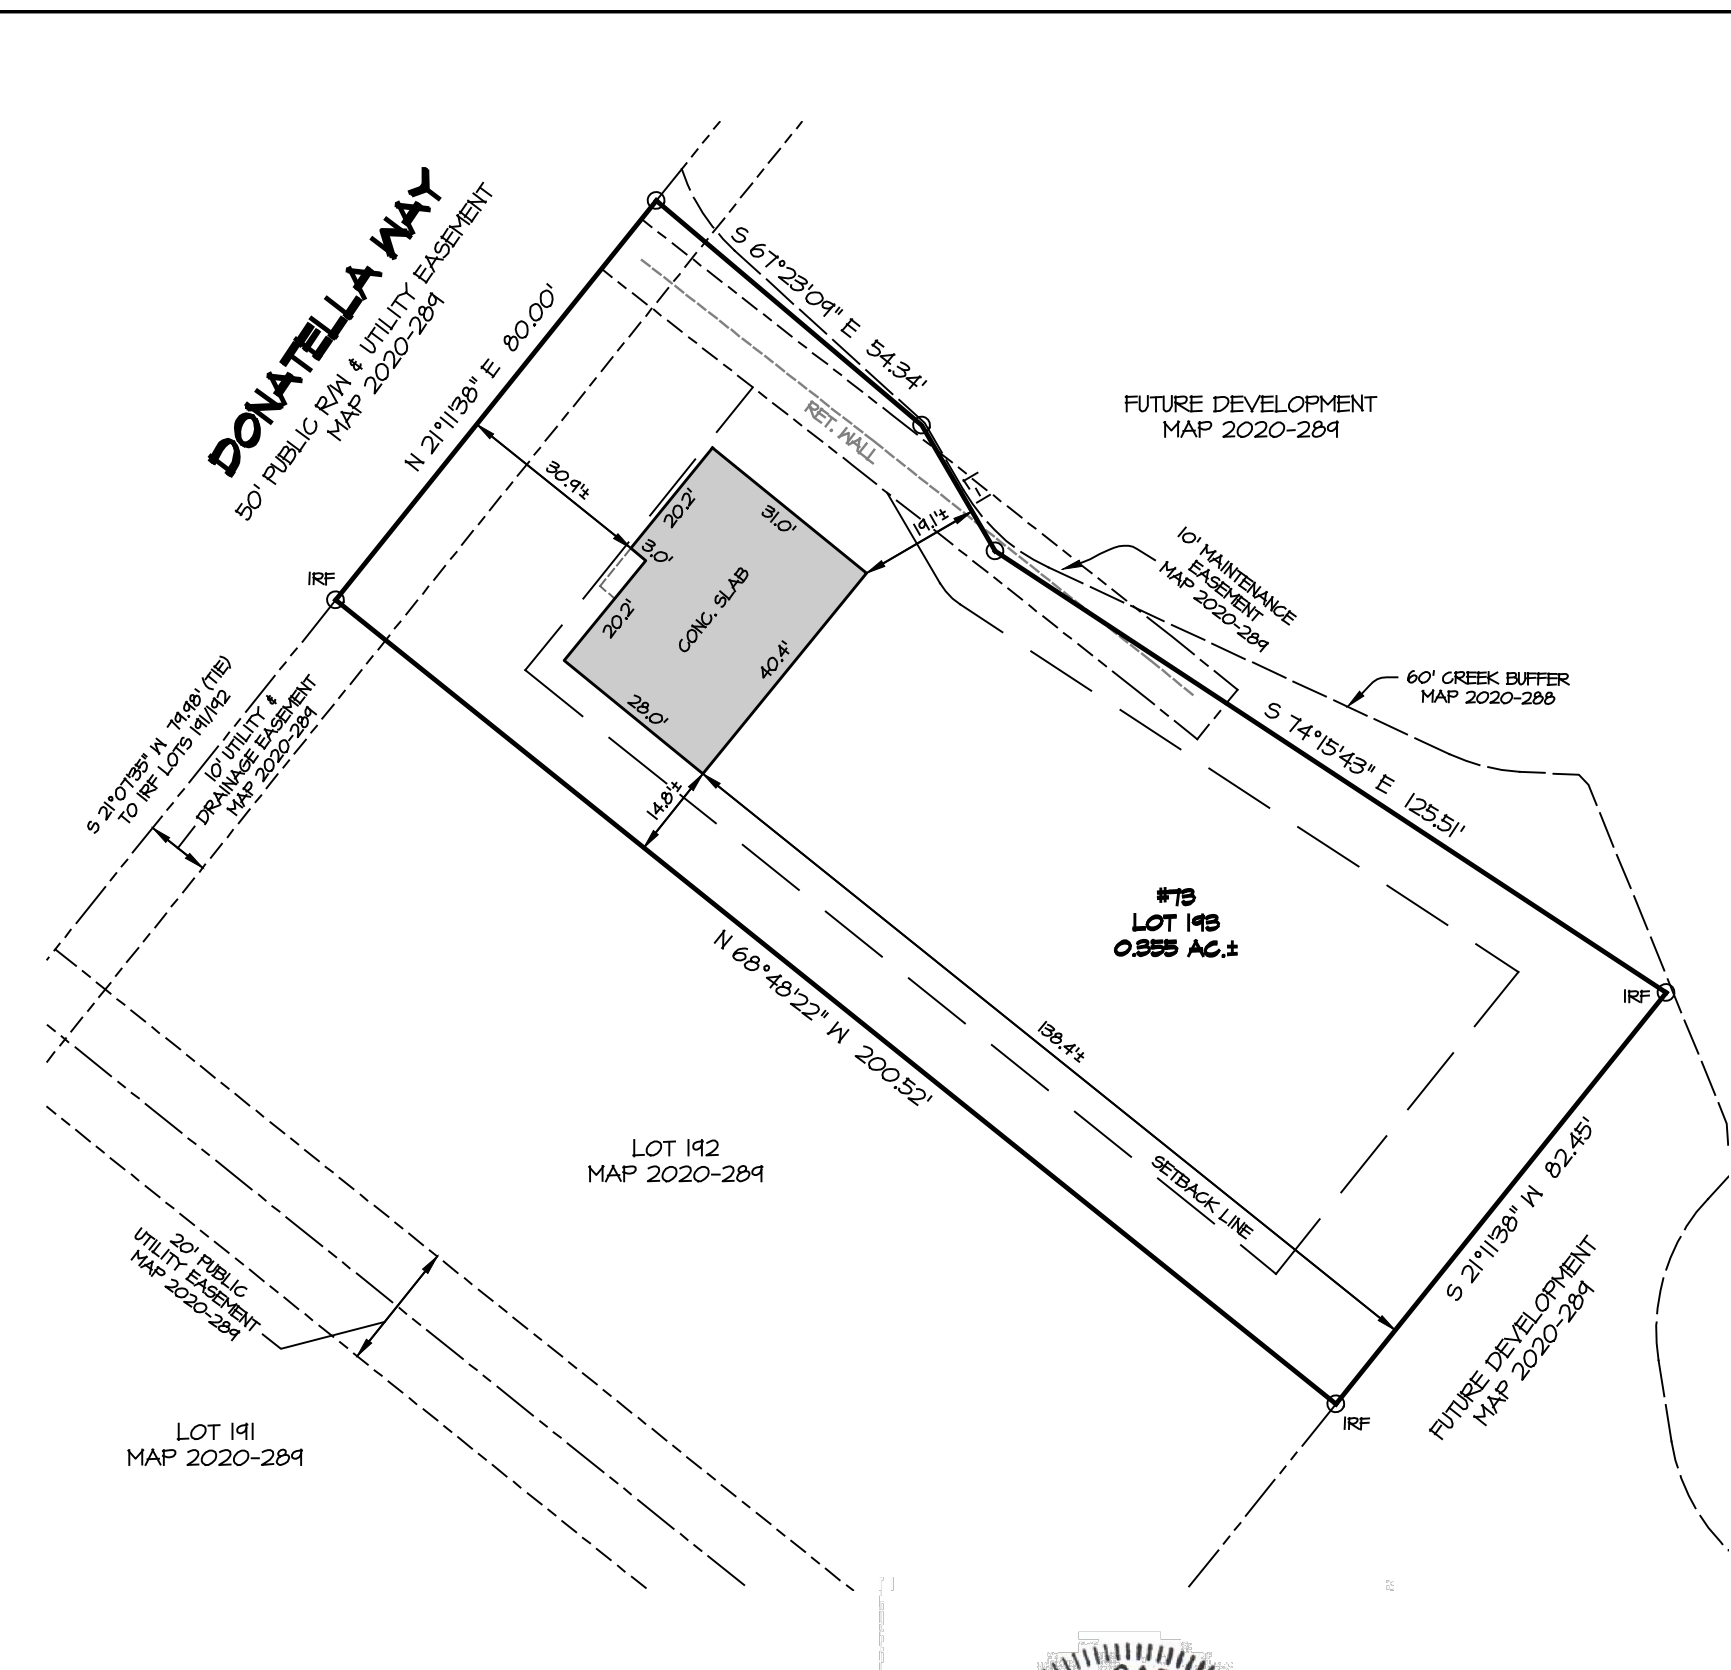 DONATELLA WAY
50' PUBLIC R/W & UTILITY EASEMENT
MAP 2020-289
N 21°11'38" E 80.00'
S 67°23'09" E 54.34'
RET. WALL
FUTURE DEVELOPMENT
MAP 2020-289
30.9'±
20.2'
31.0'
3.0'
19.1'±
CONC. SLAB
20.2'
40.4'
28.0'
14.8'±
10' MAINTENANCE
EASEMENT
MAP 2020-289
60' CREEK BUFFER
MAP 2020-288
IRF
S 21°07'35" W 79.98' (TIE)
TO IRF LOTS 191/192
10' UTILITY &
DRAINAGE EASEMENT
MAP 2020-289
S 74°15'43" E 125.51'
#73
LOT 193
0.355 AC.±
IRF
N 68°48'22" W 200.52'
138.4'±
SETBACK LINE
LOT 192
MAP 2020-289
S 21°11'38" W 82.45'
FUTURE DEVELOPMENT
MAP 2020-289
20' PUBLIC
UTILITY EASEMENT
MAP 2020-289
IRF
LOT 191
MAP 2020-289